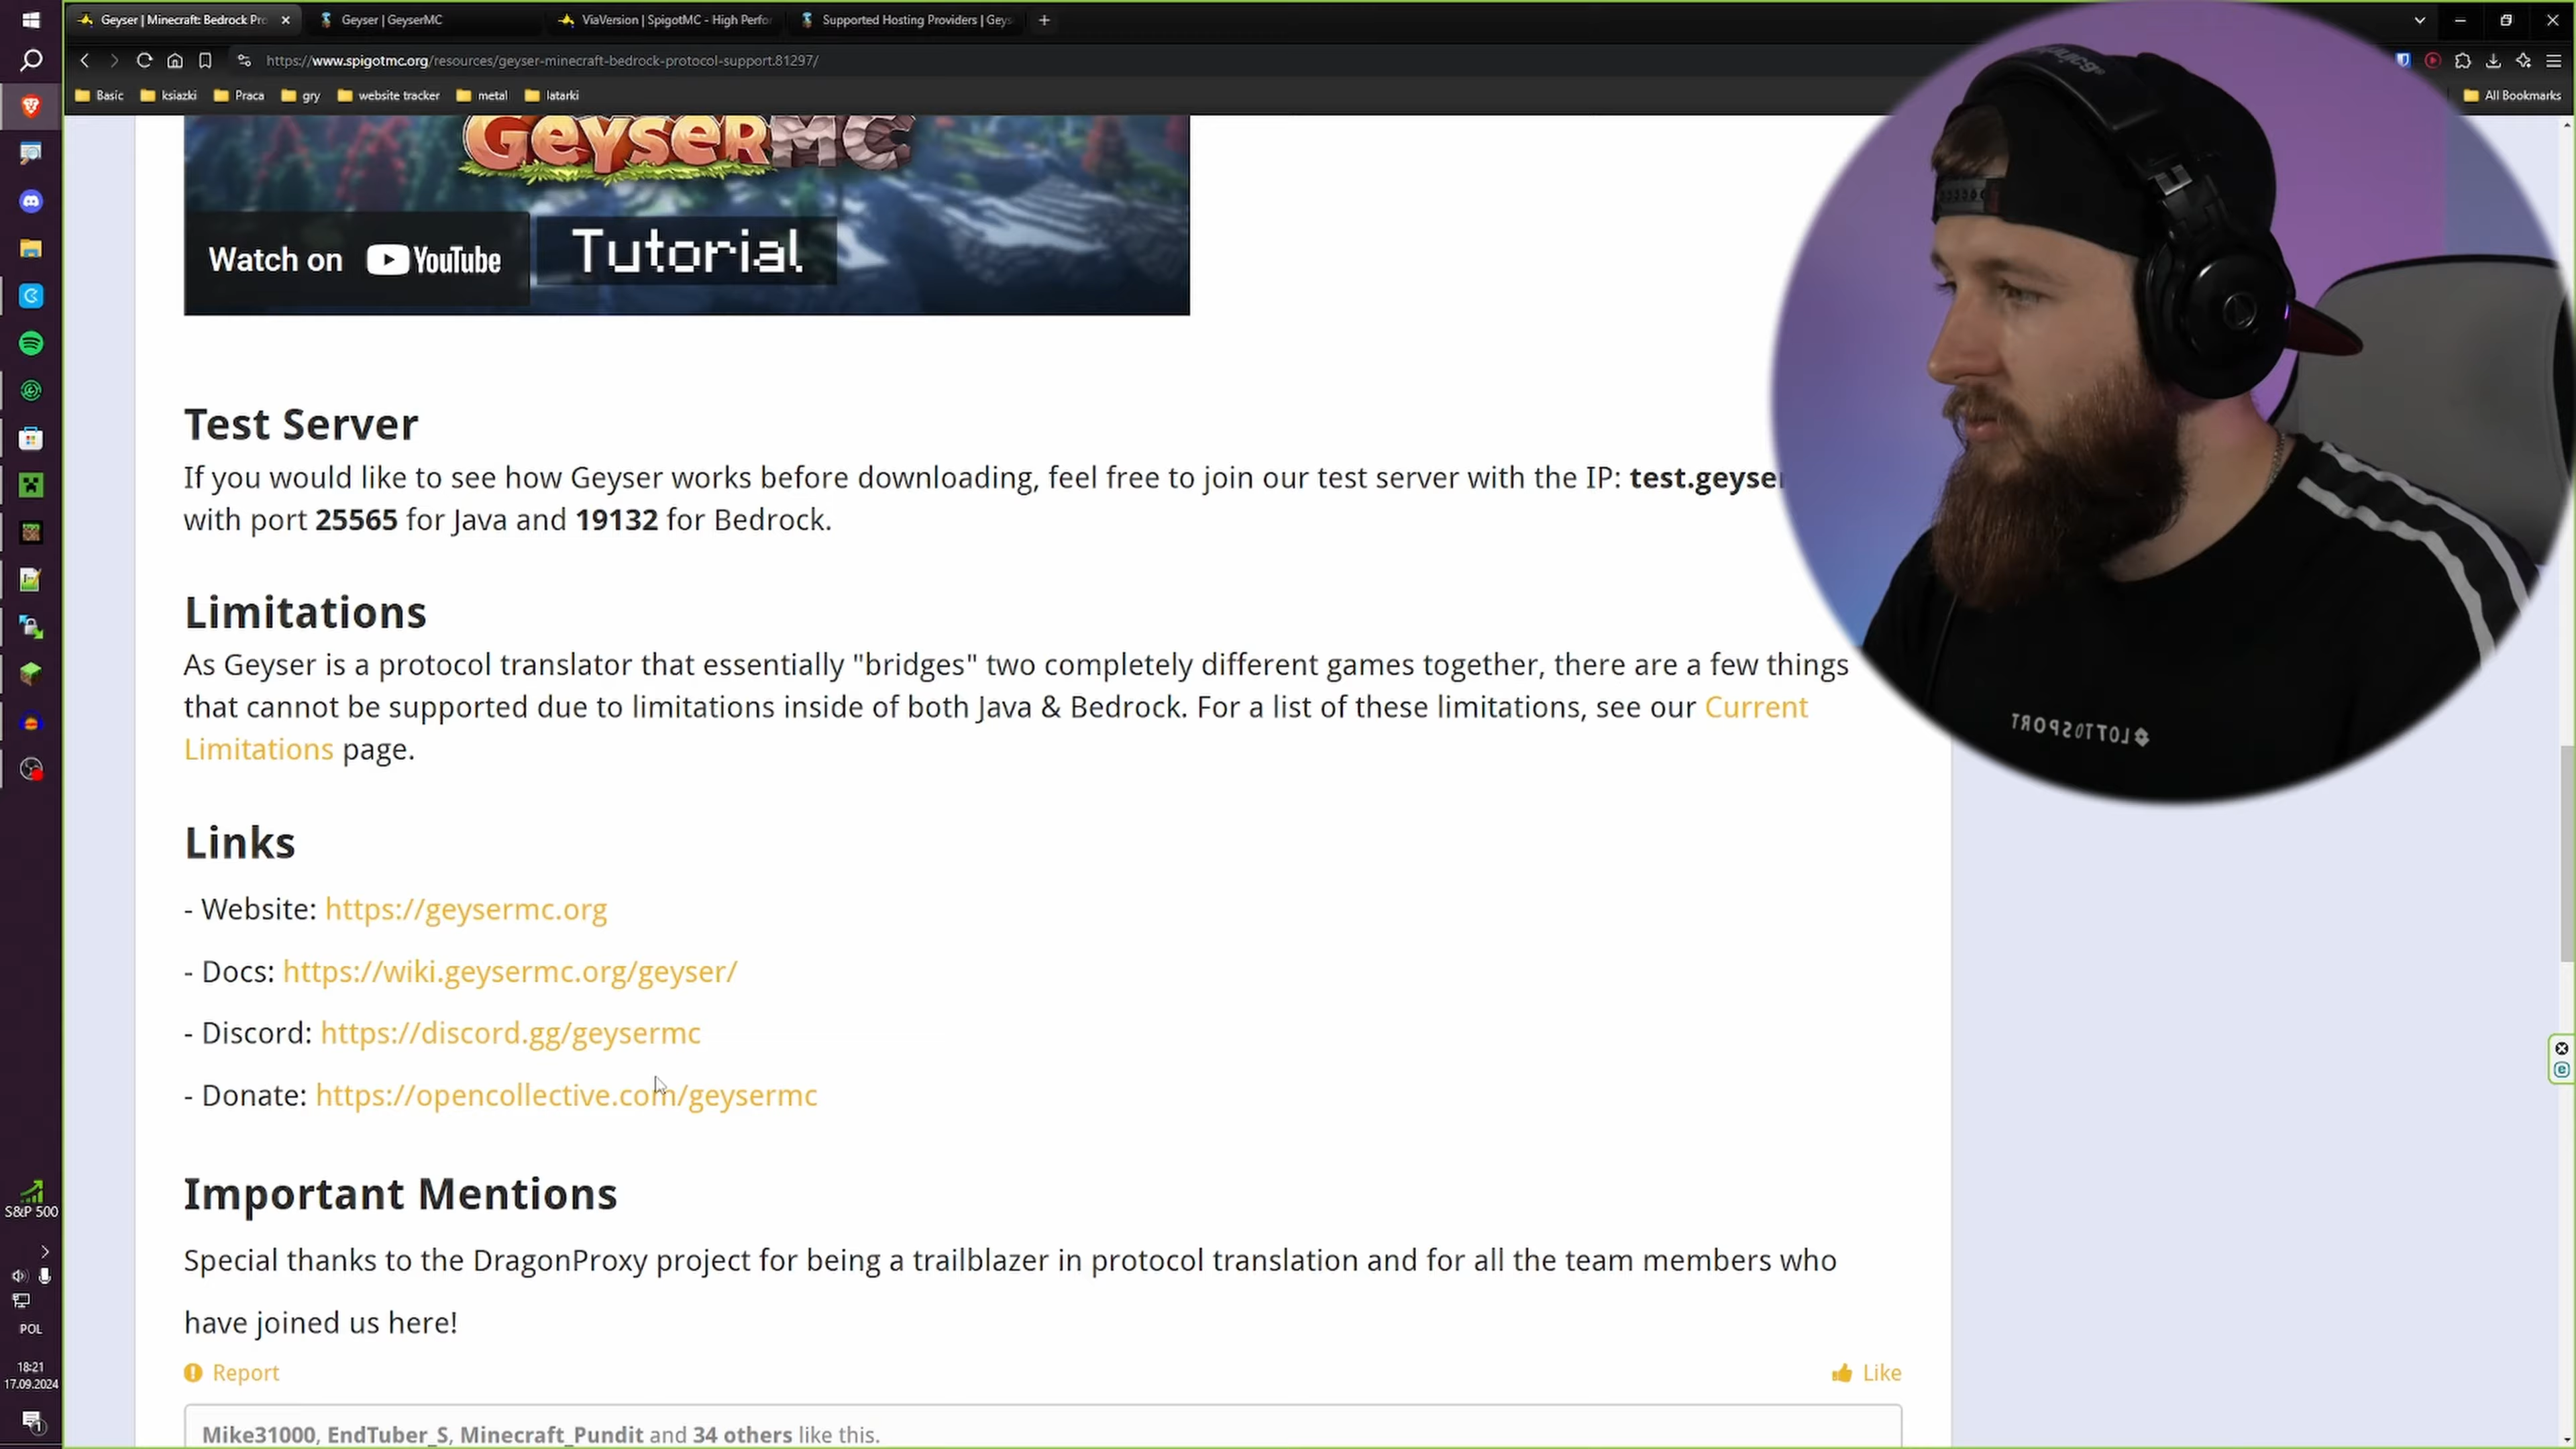 Geyser | Minecraft: Bedrock Pro
Geyser | GeyserMC
ViaVersion | SpigotMC - High Perfor
Supported Hosting Providers | Geys
https://www.spigotmc.org/resources/geyser-minecraft-bedrock-protocol-support.81297/
Basic
ksiazki
Praca
gry
website tracker
metal
latarki
All Bookmarks
GEYSERMC
Watch on YouTube
Tutorial
Test Server
If you would like to see how Geyser works before downloading, feel free to join our test server with the IP: test.geyser
with port 25565 for Java and 19132 for Bedrock.
Limitations
As Geyser is a protocol translator that essentially "bridges" two completely different games together, there are a few things
that cannot be supported due to limitations inside of both Java & Bedrock. For a list of these limitations, see our Current
Limitations page.
Links
- Website: https://geysermc.org
- Docs: https://wiki.geysermc.org/geyser/
- Discord: https://discord.gg/geysermc
- Donate: https://opencollective.com/geysermc
Important Mentions
Special thanks to the DragonProxy project for being a trailblazer in protocol translation and for all the team members who
have joined us here!
Report
Like
Mike31000, EndTuber_S, Minecraft_Pundit and 34 others like this.
LOTTOSPORT
S&P 500
POL
18:21
17.09.2024
1